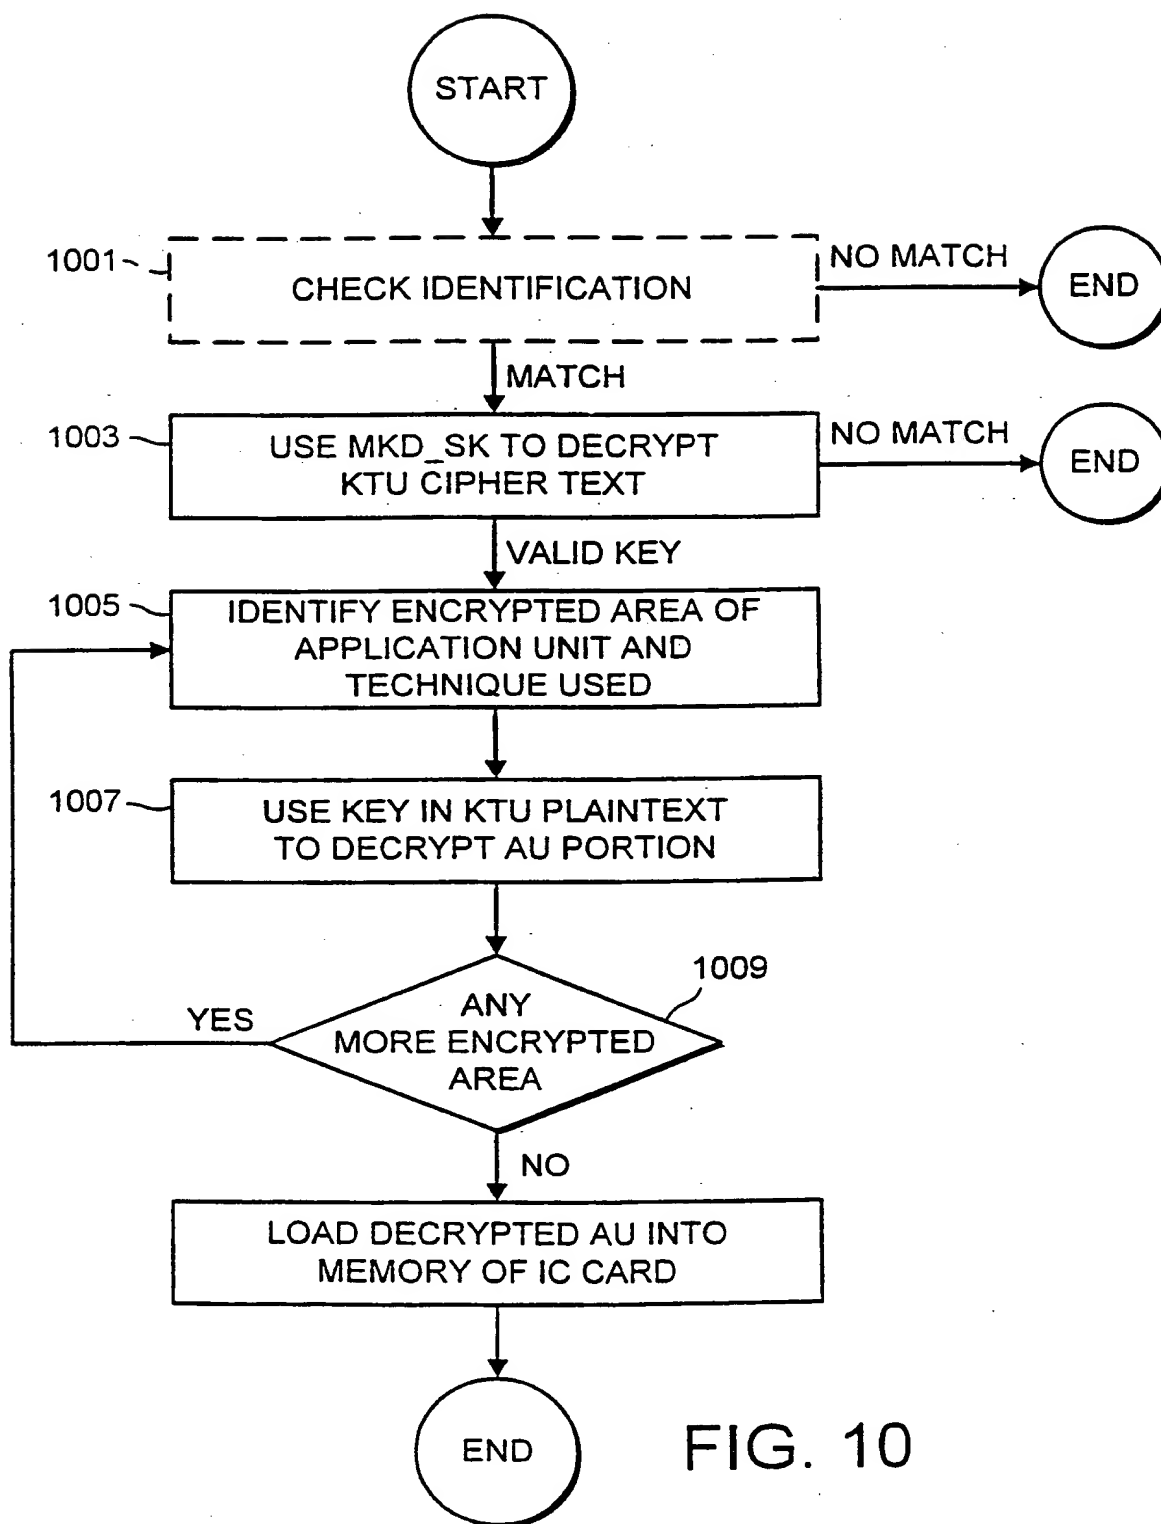 START
1001
CHECK IDENTIFICATION
NO MATCH
END
MATCH
1003
USE MKD_SK TO DECRYPT
KTU CIPHER TEXT
NO MATCH
END
VALID KEY
1005
IDENTIFY ENCRYPTED AREA OF
APPLICATION UNIT AND
TECHNIQUE USED
1007
USE KEY IN KTU PLAINTEXT
TO DECRYPT AU PORTION
1009
YES
ANY
MORE ENCRYPTED
AREA
NO
LOAD DECRYPTED AU INTO
MEMORY OF IC CARD
END
FIG. 10